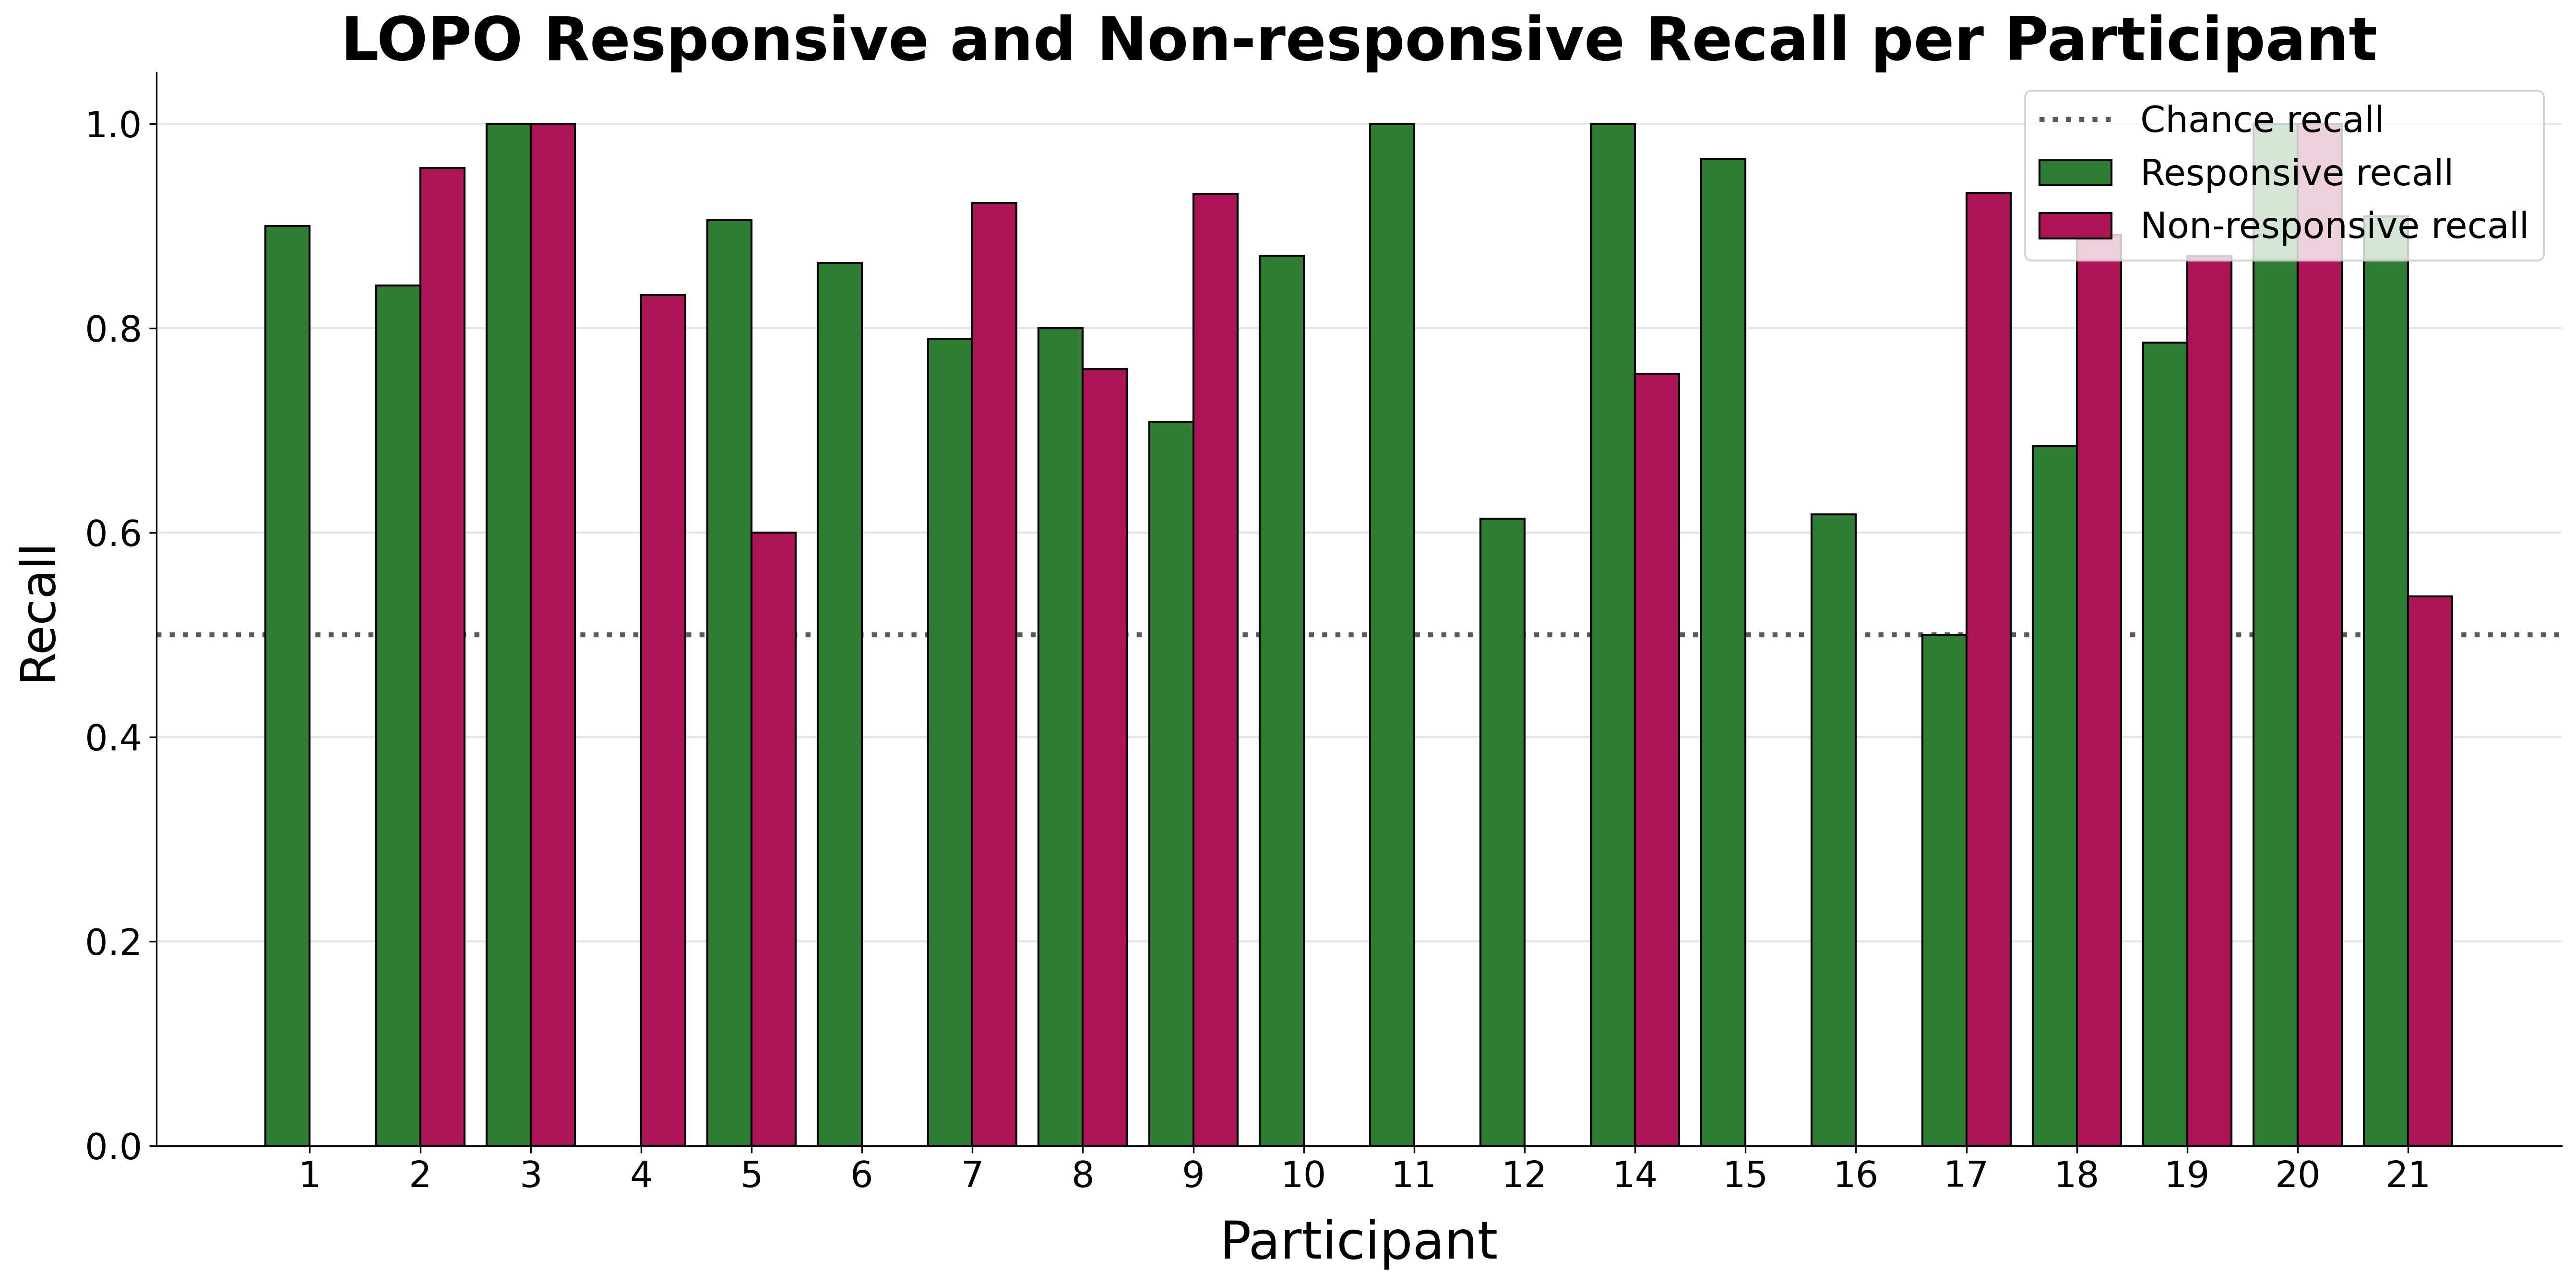 LOPO Responsive and Non-responsive Recall per Participant
Chance recall
Responsive recall
Non-responsive recall
Recall
1.0
0.8
0.6
0.4
0.2
0.0
1 2 3 4 5 6 7 8 9 10 11 12 14 15 16 17 18 19 20 21
Participant